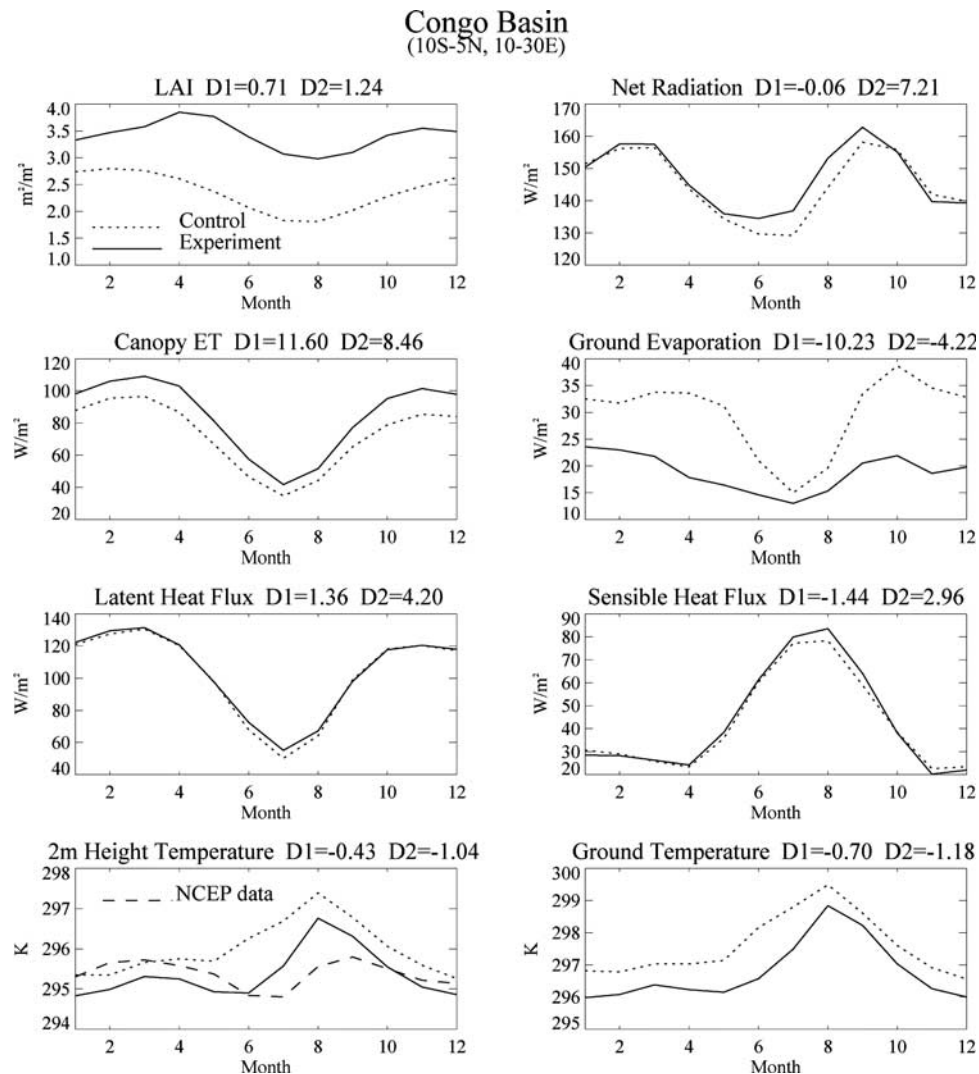 Congo Basin
(10S-5N, 10-30E)
LAI D1=0.71 D2=1.24
4.0
3.5
3.0
2.5
2.0
1.5
1.0
m²/m²
Control
Experiment
2 4 6 8 10 12
Month
Net Radiation D1=-0.06 D2=7.21
170
160
150
140
130
120
W/m²
2 4 6 8 10 12
Month
Canopy ET D1=11.60 D2=8.46
120
100
80
60
40
20
W/m²
2 4 6 8 10 12
Month
Ground Evaporation D1=-10.23 D2=-4.22
40
35
30
25
20
15
10
W/m²
2 4 6 8 10 12
Month
Latent Heat Flux D1=1.36 D2=4.20
140
120
100
80
60
40
W/m²
2 4 6 8 10 12
Month
Sensible Heat Flux D1=-1.44 D2=2.96
90
80
70
60
50
40
30
20
W/m²
2 4 6 8 10 12
Month
2m Height Temperature D1=-0.43 D2=-1.04
298
297
296
295
294
K
NCEP data
2 4 6 8 10 12
Month
Ground Temperature D1=-0.70 D2=-1.18
300
299
298
297
296
295
K
2 4 6 8 10 12
Month